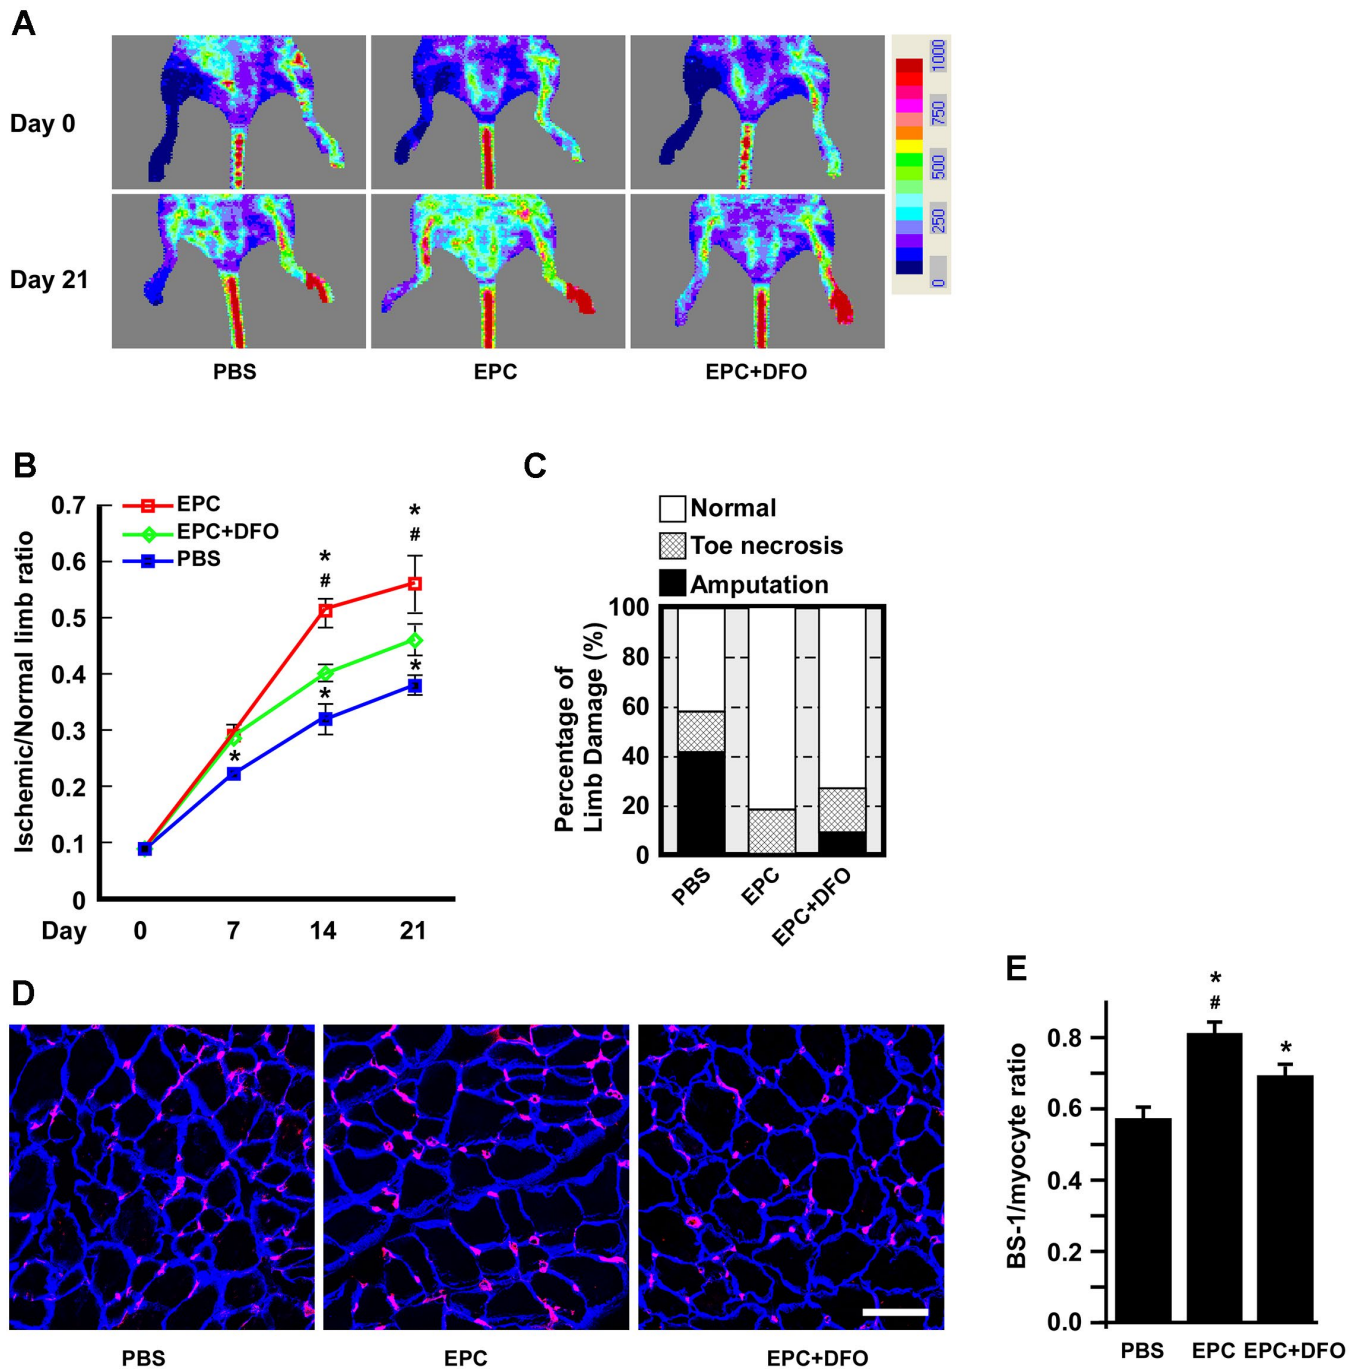 A
Day 0
Day 21
1000
750
500
250
0
PBS EPC EPC+DFO
B
Ischemic/Normal limb ratio
0.7
0.6
0.5
0.4
0.3
0.2
0.1
0
EPC
EPC+DFO
PBS
*
#
*
#
*
*
*
Day 0 7 14 21
C
Normal
Toe necrosis
Amputation
Percentage of
Limb Damage (%)
100
80
60
40
20
0
PBS
EPC
EPC+DFO
D
PBS EPC EPC+DFO
E
BS-1/myocyte ratio
0.8
0.6
0.4
0.2
0.0
*
#
*
PBS EPC EPC+DFO